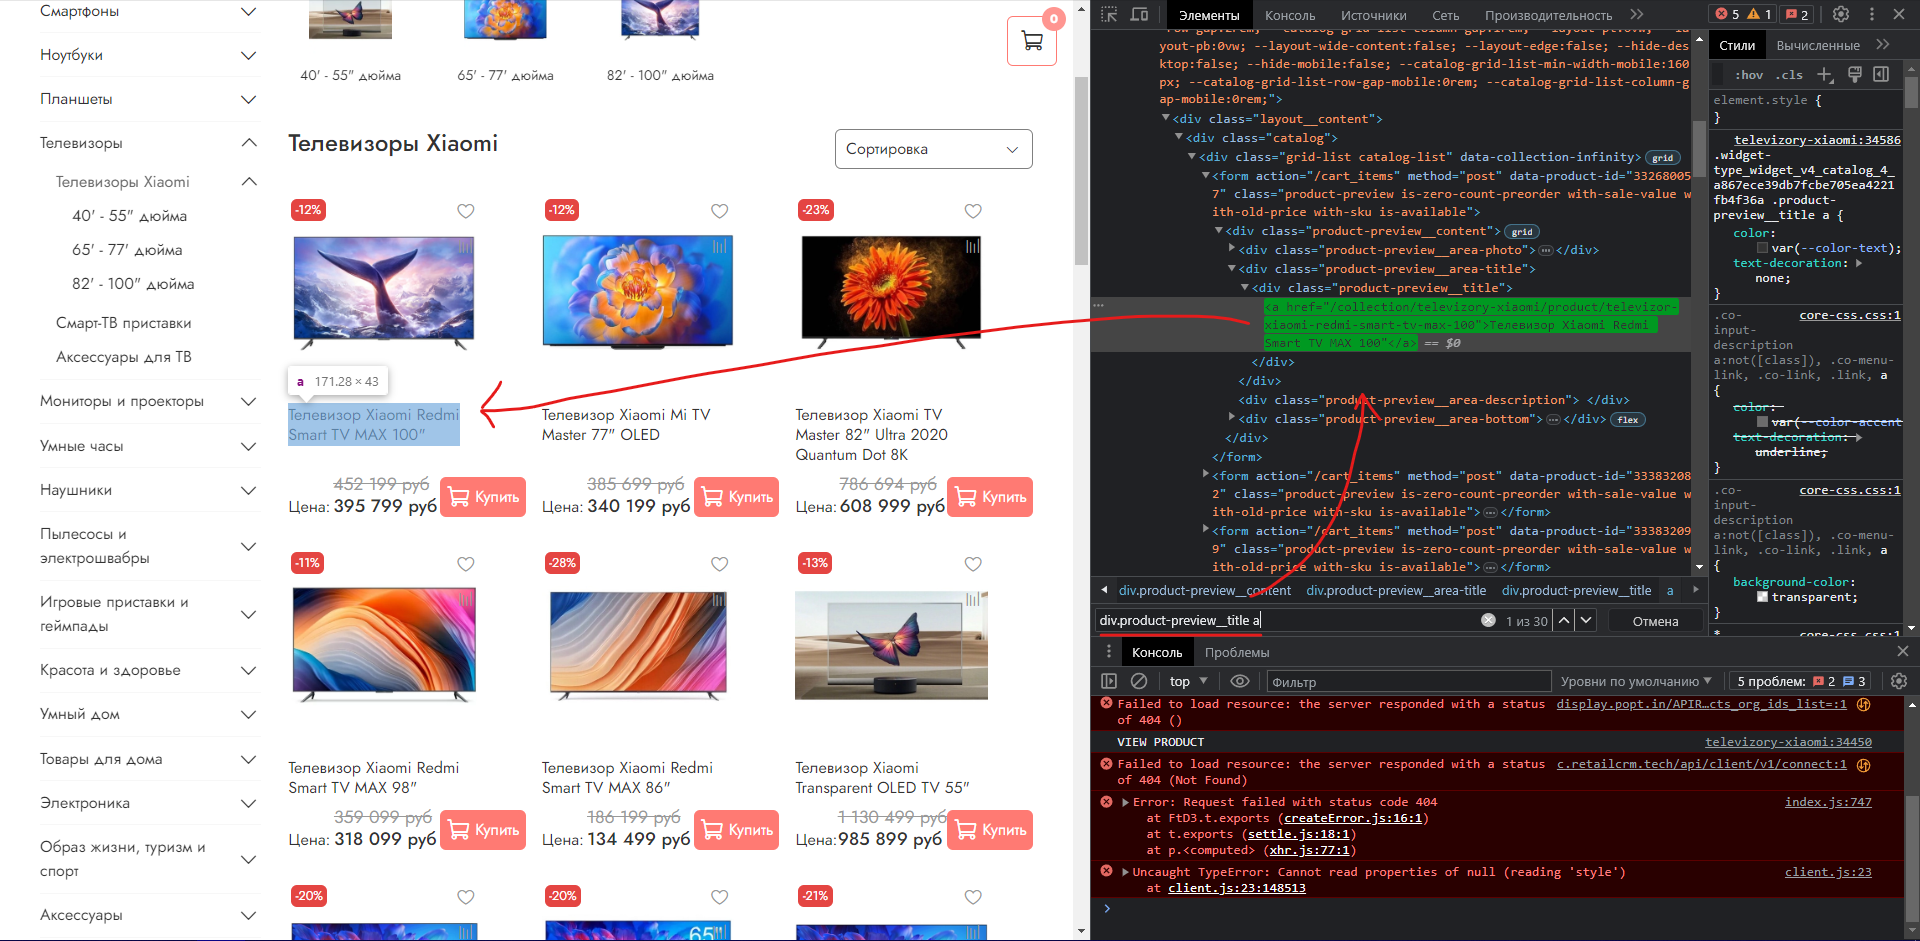 Смартфоны
Ноутбуки
Планшеты
Телевизоры
Телевизоры Xiaomi
40' - 55" дюйма
65' - 77' дюйма
82' - 100" дюйма
Смарт-ТВ приставки
Аксессуары для ТВ
Мониторы и проекторы
Умные часы
Наушники
Пылесосы и
электрошвабры
Игровые приставки и
геймпады
Красота и здоровье
Умный дом
Товары для дома
Электроника
Образ жизни, туризм и
спорт
Аксессуары
40' - 55" дюйма
65' - 77' дюйма
82' - 100" дюйма
0
Телевизоры Xiaomi
Сортировка
-12%
-12%
-23%
a 171.28 × 43
Телевизор Xiaomi Redmi
Smart TV MAX 100"
452 199 руб
Цена: 395 799 руб
Купить
Телевизор Xiaomi Mi TV
Master 77" OLED
385 699 руб
Цена: 340 199 руб
Купить
Телевизор Xiaomi TV
Master 82" Ultra 2020
Quantum Dot 8K
786 694 руб
Цена: 608 999 руб
Купить
-11%
-28%
-13%
Телевизор Xiaomi Redmi
Smart TV MAX 98"
359 099 руб
Цена: 318 099 руб
Купить
Телевизор Xiaomi Redmi
Smart TV MAX 86"
186 199 руб
Цена: 134 499 руб
Купить
Телевизор Xiaomi
Transparent OLED TV 55"
1 130 499 руб
Цена: 985 899 руб
Купить
-20%
-20%
-21%
65"
Элементы Консоль Источники Сеть Производительность 5 1 2
ayout-pb:0vw; --layout-wide-content:false; --layout-edge:false; --hide-des
ktop:false; --hide-mobile:false; --catalog-grid-list-min-width-mobile:160
px; --catalog-grid-list-row-gap-mobile:0rem; --catalog-grid-list-column-g
ap-mobile:0rem;">
<div class="layout__content">
<div class="catalog">
<div class="grid-list catalog-list" data-collection-infinity> grid
<form action="/cart_items" method="post" data-product-id="33268005
7" class="product-preview is-zero-count-preorder with-sale-value w
ith-old-price with-sku is-available">
<div class="product-preview__content"> grid
<div class="product-preview__area-photo"> … </div>
<div class="product-preview__area-title">
<div class="product-preview__title">
<a href="/collection/televizory-xiaomi/product/televizor-
xiaomi-redmi-smart-tv-max-100">Телевизор Xiaomi Redmi
Smart TV MAX 100"</a> == $0
</div>
</div>
<div class="product-preview__area-description"> </div>
<div class="product-preview__area-bottom"> … </div> flex
</div>
</form>
<form action="/cart_items" method="post" data-product-id="33383208
2" class="product-preview is-zero-count-preorder with-sale-value w
ith-old-price with-sku is-available"> … </form>
<form action="/cart_items" method="post" data-product-id="33383209
9" class="product-preview is-zero-count-preorder with-sale-value w
ith-old-price with-sku is-available"> … </form>
div.product-preview__content div.product-preview__area-title div.product-preview__title a
div.product-preview__title a 1 из 30 Отмена
Стили Вычисленные
:hov .cls
element.style {
}
televizory-xiaomi:34586
.widget-
type_widget_v4_catalog_4_
a867ece39db7fcbe705ea4221
fb4f36a .product-
preview__title a {
color:
var(--color-text);
text-decoration:
none;
}
.co- core-css.css:1
input-
description
a:not([class]), .co-menu-
link, .co-link, .link, a
{
color:
var(--color-accent
text-decoration:
underline;
}
.co- core-css.css:1
input-
description
a:not([class]), .co-menu-
link, .co-link, .link, a
{
background-color:
transparent;
}
* core-css.css:1
Консоль Проблемы
top Фильтр Уровни по умолчанию 5 проблем: 2 3
Failed to load resource: the server responded with a status display.popt.in/APIR…cts_org_ids_list=:1
of 404 ()
VIEW PRODUCT televizory-xiaomi:34450
Failed to load resource: the server responded with a status c.retailcrm.tech/api/client/v1/connect:1
of 404 (Not Found)
Error: Request failed with status code 404 index.js:747
at FtD3.t.exports (createError.js:16:1)
at t.exports (settle.js:18:1)
at p.<computed> (xhr.js:77:1)
Uncaught TypeError: Cannot read properties of null (reading 'style') client.js:23
at client.js:23:148513